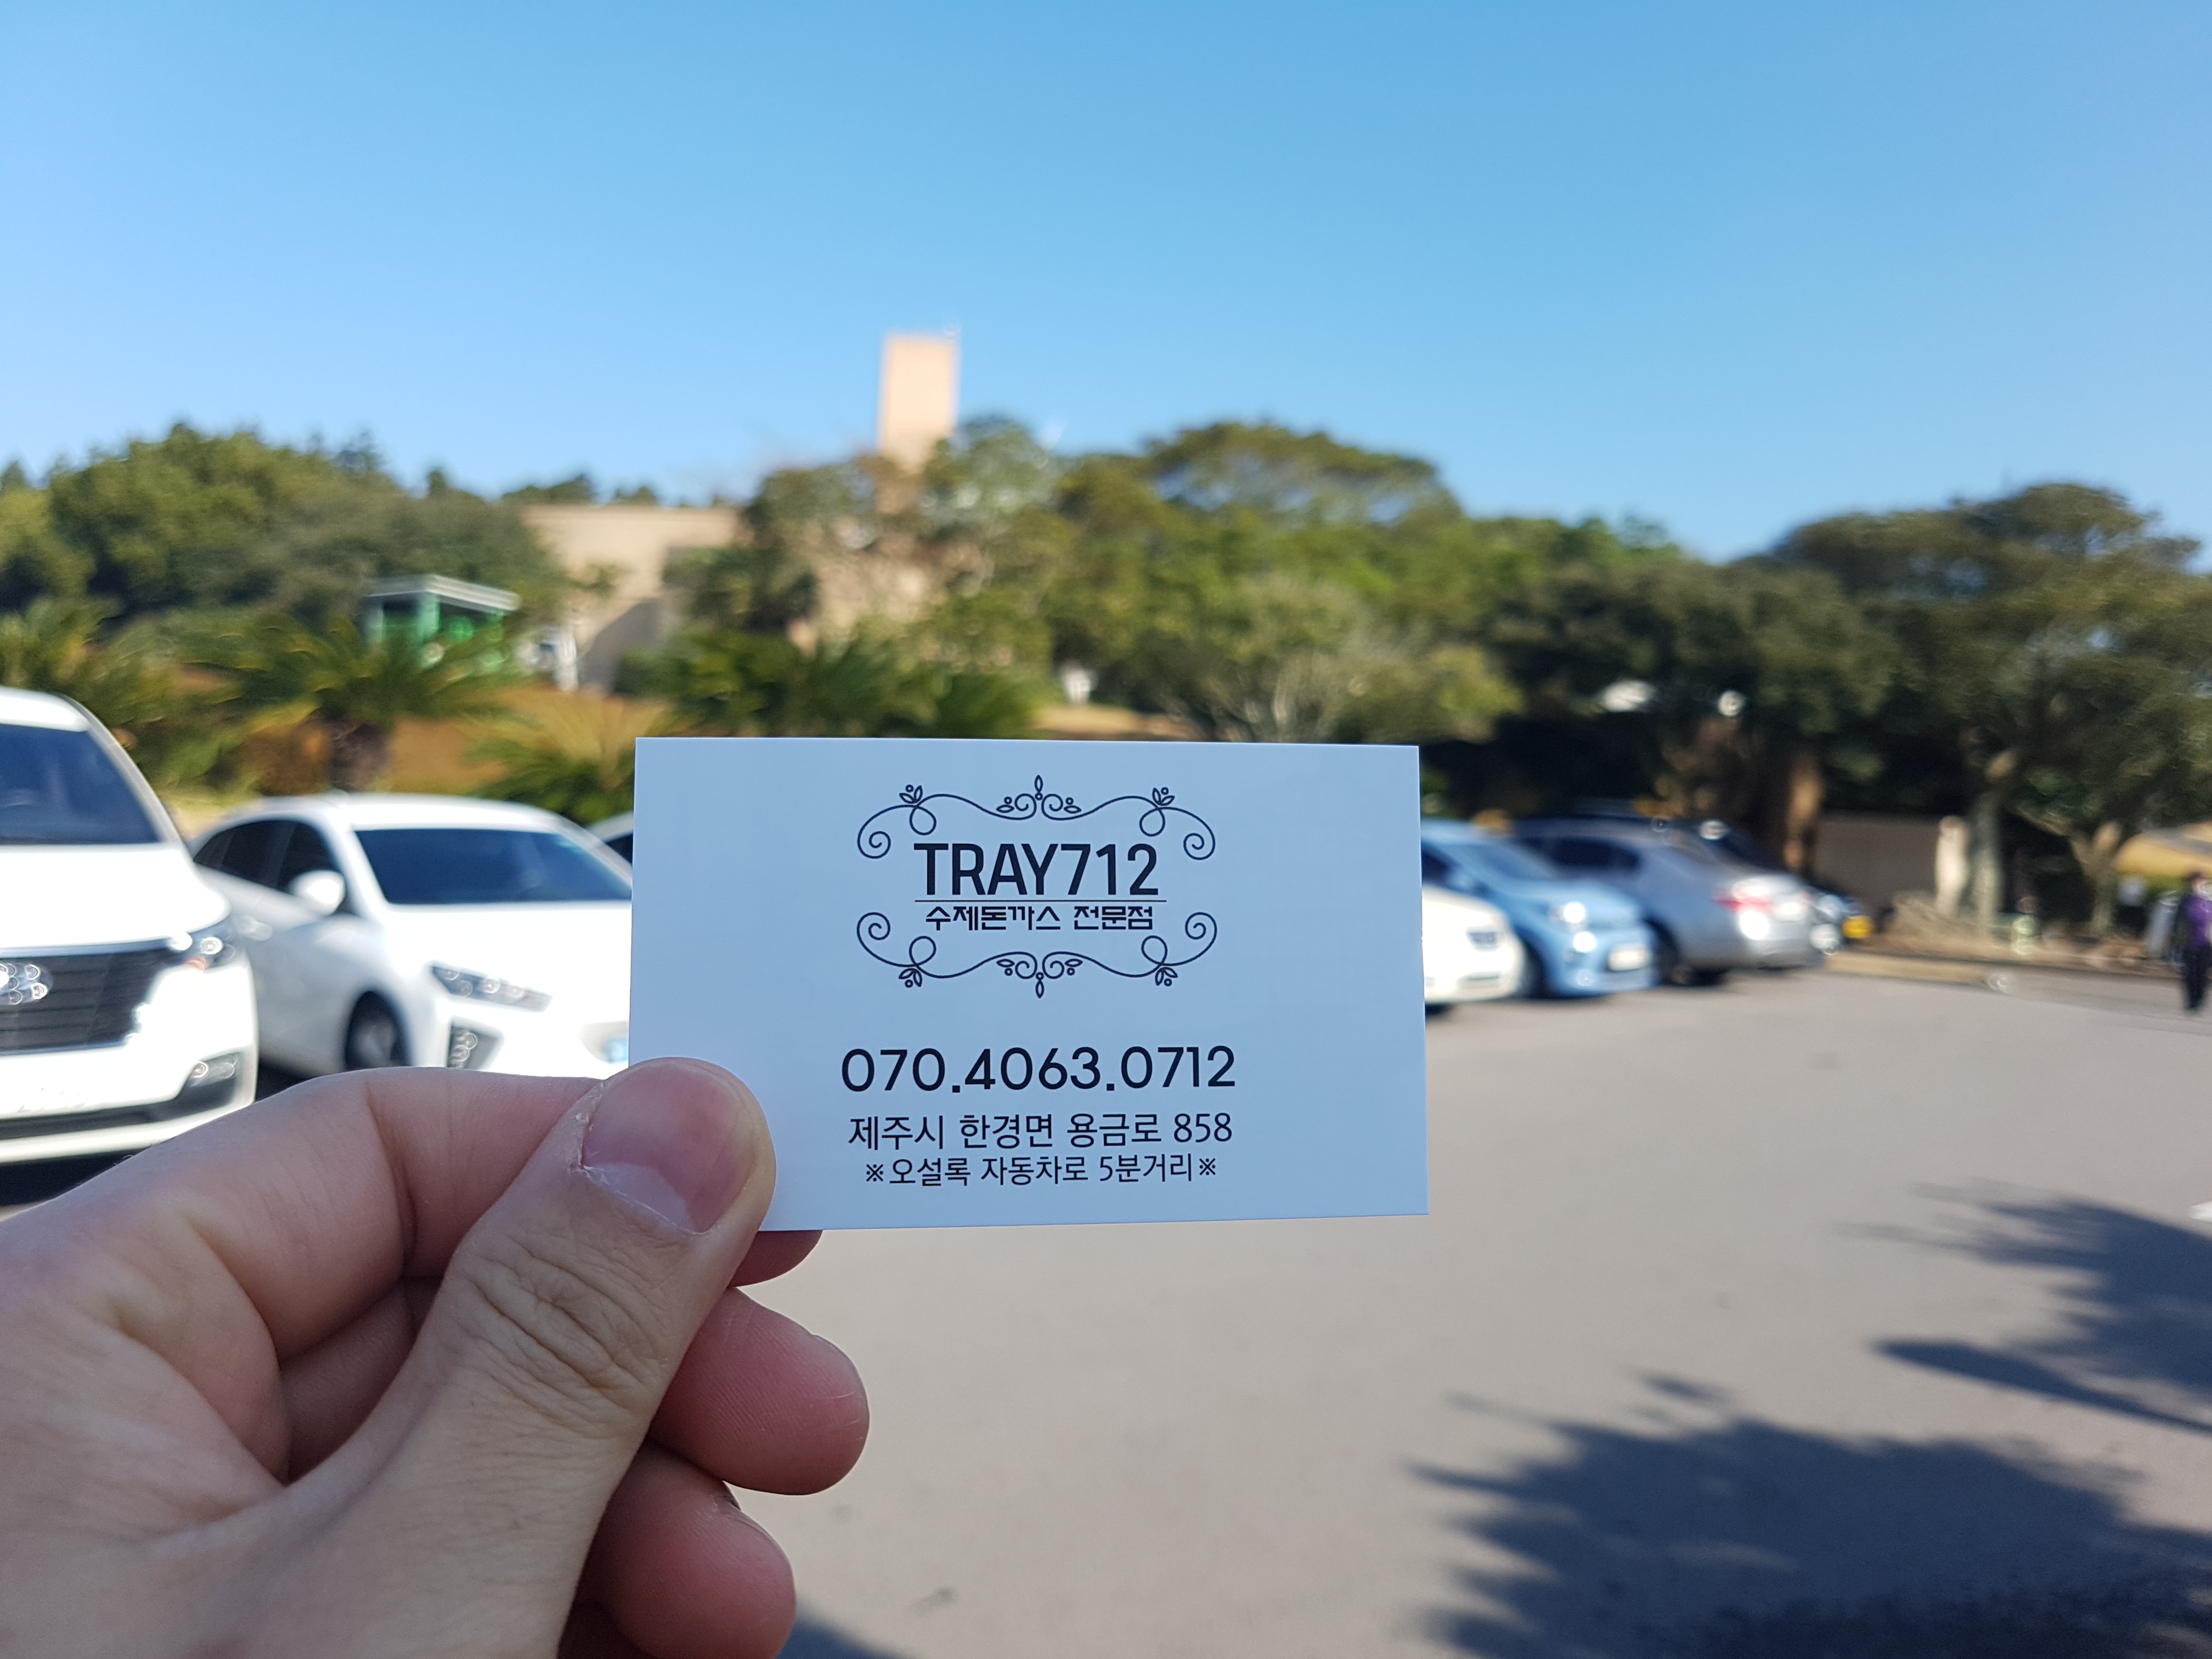 TRAY712
수제돈까스 전문점
070.4063.0712
제주시 한경면 용금로 858
※오설록 자동차로 5분거리※